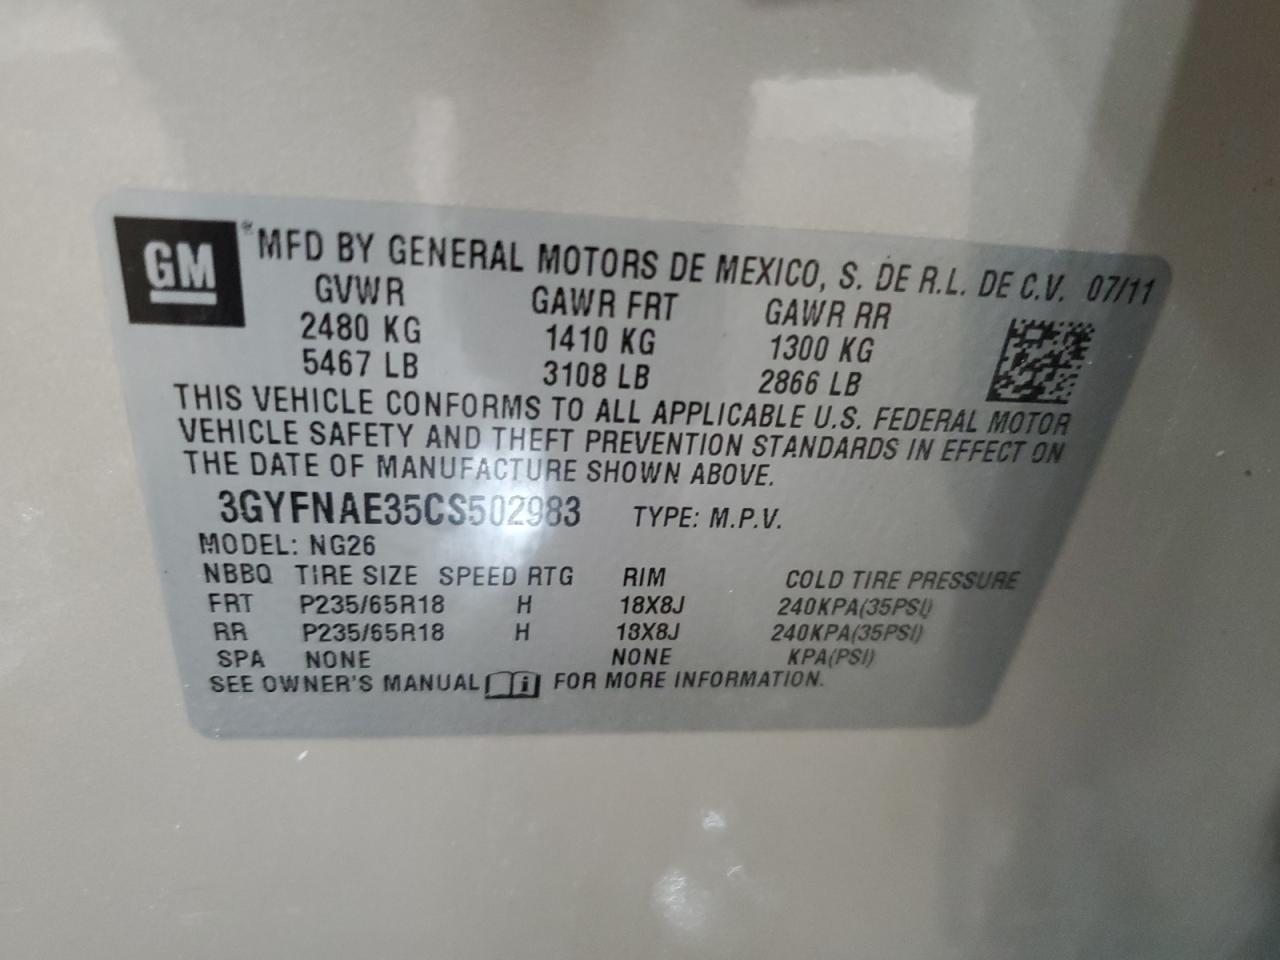 GM
®MFD BY GENERAL MOTORS DE MEXICO, S. DE R.L. DE C.V. 07/11
GVWR GAWR FRT GAWR RR
2480 KG 1410 KG 1300 KG
5467 LB 3108 LB 2866 LB
THIS VEHICLE CONFORMS TO ALL APPLICABLE U.S. FEDERAL MOTOR
VEHICLE SAFETY AND THEFT PREVENTION STANDARDS IN EFFECT ON
THE DATE OF MANUFACTURE SHOWN ABOVE.
3GYFNAE35CS502983 TYPE: M.P.V.
MODEL: NG26
NBBQ TIRE SIZE SPEED RTG RIM COLD TIRE PRESSURE
FRT P235/65R18 H 18X8J 240KPA(35PSI)
RR P235/65R18 H 18X8J 240KPA(35PSI)
SPA NONE NONE KPA(PSI)
SEE OWNER'S MANUAL i FOR MORE INFORMATION.